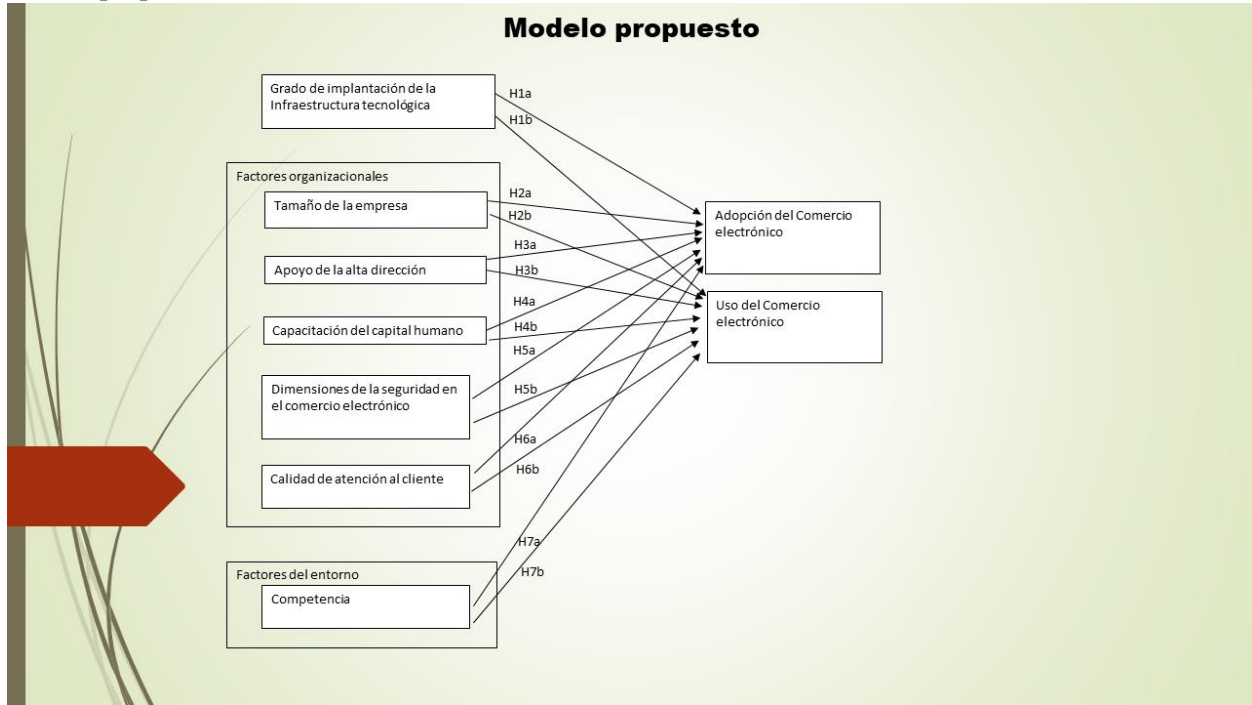 Modelo propuesto
Grado de implantación de la
Infraestructura tecnológica
H1a
H1b
Factores organizacionales
Tamaño de la empresa
H2a
H2b
Apoyo de la alta dirección
H3a
H3b
Capacitación del capital humano
H4a
H4b
Dimensiones de la seguridad en
el comercio electrónico
H5a
H5b
Calidad de atención al cliente
H6a
H6b
Factores del entorno
Competencia
H7a
H7b
Adopción del Comercio
electrónico
Uso del Comercio
electrónico